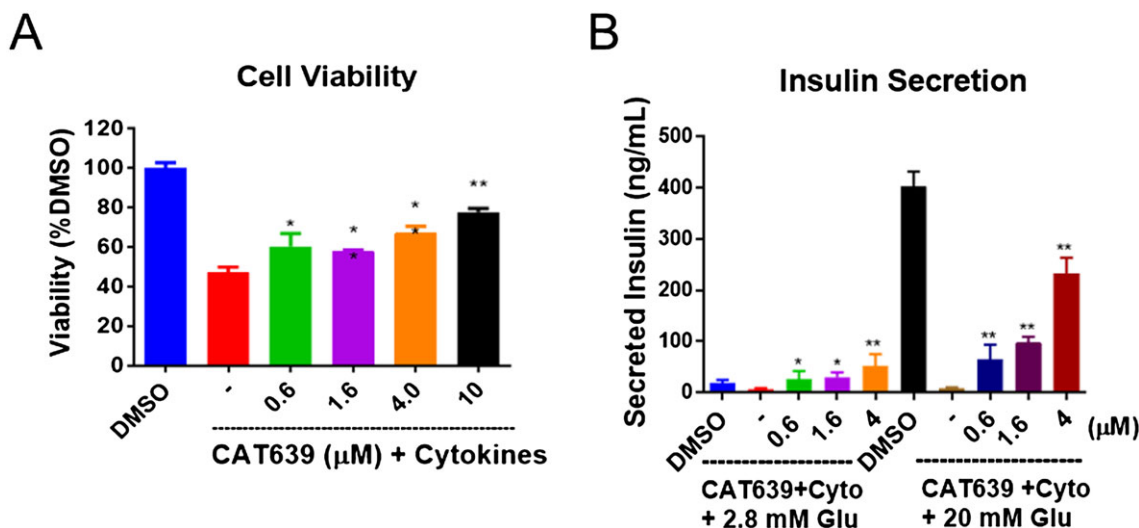 A
Cell Viability
Viability (%DMSO)
120
100
80
60
40
20
0
*
*
*
*
*
**
DMSO
-
0.6
1.6
4.0
10
CAT639 (μM) + Cytokines
B
Insulin Secretion
Secreted Insulin (ng/mL)
500
400
300
200
100
0
*
*
**
**
**
**
DMSO
-
0.6
1.6
4
DMSO
-
0.6
1.6
4
(μM)
CAT639+Cyto
+ 2.8 mM Glu
CAT639 +Cyto
+ 20 mM Glu